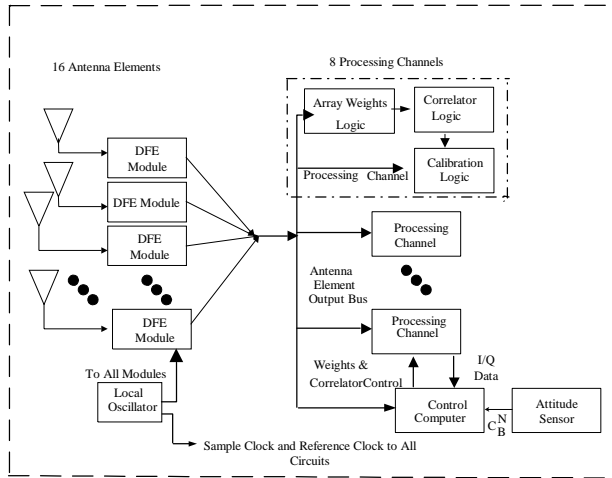 16 Antenna Elements
8 Processing Channels
Array Weights
Logic
Correlator
Logic
DFE
Module
Processing Channel
Calibration
Logic
DFE Module
DFE
Module
Processing
Channel
Antenna
Element
Output Bus
DFE
Module
Processing
Channel
To All Modules
Weights &
CorrelatorControl
I/Q
Data
Local
Oscillator
Control
Computer
C N B
Attitude
Sensor
Sample Clock and Reference Clock to All
Circuits